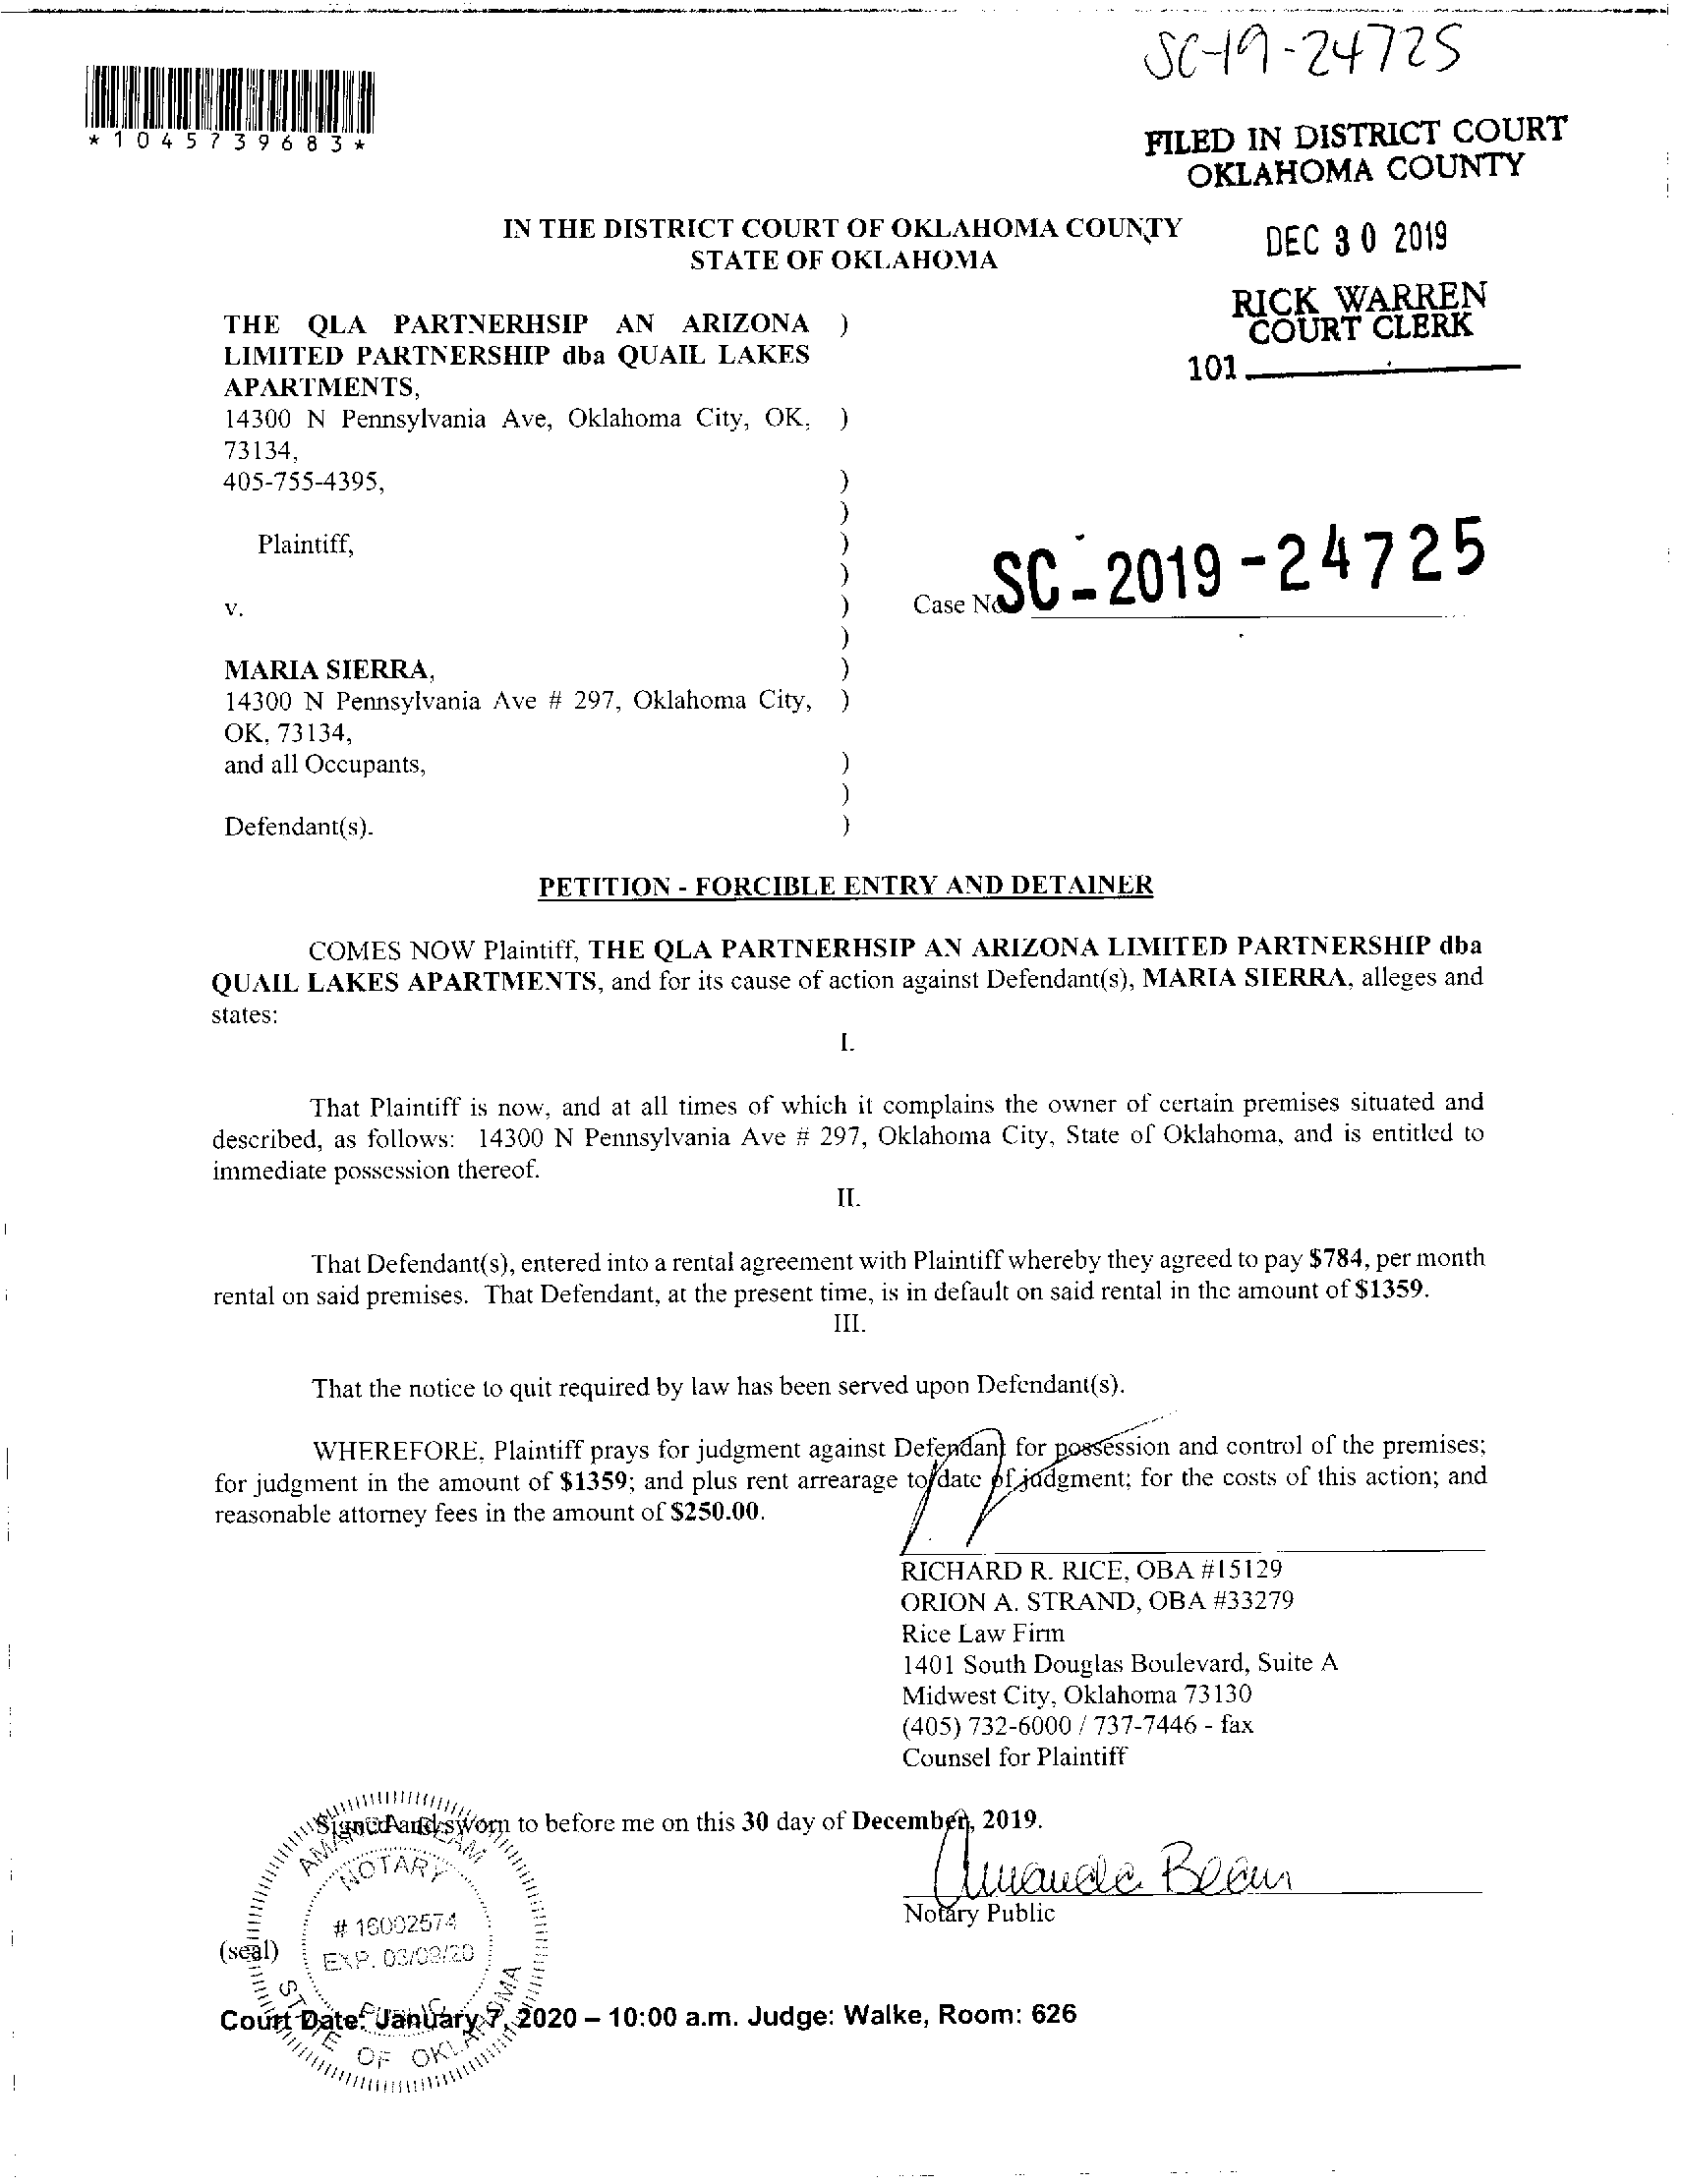 SC-19-24725
*1045739683*
FILED IN DISTRICT COURT
OKLAHOMA COUNTY
DEC 30 2019
RICK WARREN
COURT CLERK
101
IN THE DISTRICT COURT OF OKLAHOMA COUNTY
STATE OF OKLAHOMA
THE QLA PARTNERHSIP AN ARIZONA )
LIMITED PARTNERSHIP dba QUAIL LAKES
APARTMENTS,
14300 N Pennsylvania Ave, Oklahoma City, OK, )
73134,
405-755-4395, )
)
Plaintiff, )
)
v. )
Case No SC-2019-24725
)
MARIA SIERRA, )
14300 N Pennsylvania Ave # 297, Oklahoma City, )
OK, 73134,
and all Occupants, )
)
Defendant(s). )
PETITION - FORCIBLE ENTRY AND DETAINER
COMES NOW Plaintiff, THE QLA PARTNERHSIP AN ARIZONA LIMITED PARTNERSHIP dba
QUAIL LAKES APARTMENTS, and for its cause of action against Defendant(s), MARIA SIERRA, alleges and
states:
I.
That Plaintiff is now, and at all times of which it complains the owner of certain premises situated and
described, as follows: 14300 N Pennsylvania Ave # 297, Oklahoma City, State of Oklahoma, and is entitled to
immediate possession thereof.
II.
That Defendant(s), entered into a rental agreement with Plaintiff whereby they agreed to pay $784, per month
rental on said premises. That Defendant, at the present time, is in default on said rental in the amount of $1359.
III.
That the notice to quit required by law has been served upon Defendant(s).
WHEREFORE, Plaintiff prays for judgment against Defendant for possession and control of the premises;
for judgment in the amount of $1359; and plus rent arrearage to date of judgment; for the costs of this action; and
reasonable attorney fees in the amount of $250.00.
RICHARD R. RICE, OBA #15129
ORION A. STRAND, OBA #33279
Rice Law Firm
1401 South Douglas Boulevard, Suite A
Midwest City, Oklahoma 73130
(405) 732-6000 / 737-7446 - fax
Counsel for Plaintiff
Signed and sworn to before me on this 30 day of December, 2019.
Amanda Beam
Notary Public
(seal)
NOTARY
# 16002574
EXP. 03/09/20
PUBLIC
STATE OF OKLAHOMA
Court Date: January 7, 2020 – 10:00 a.m. Judge: Walke, Room: 626